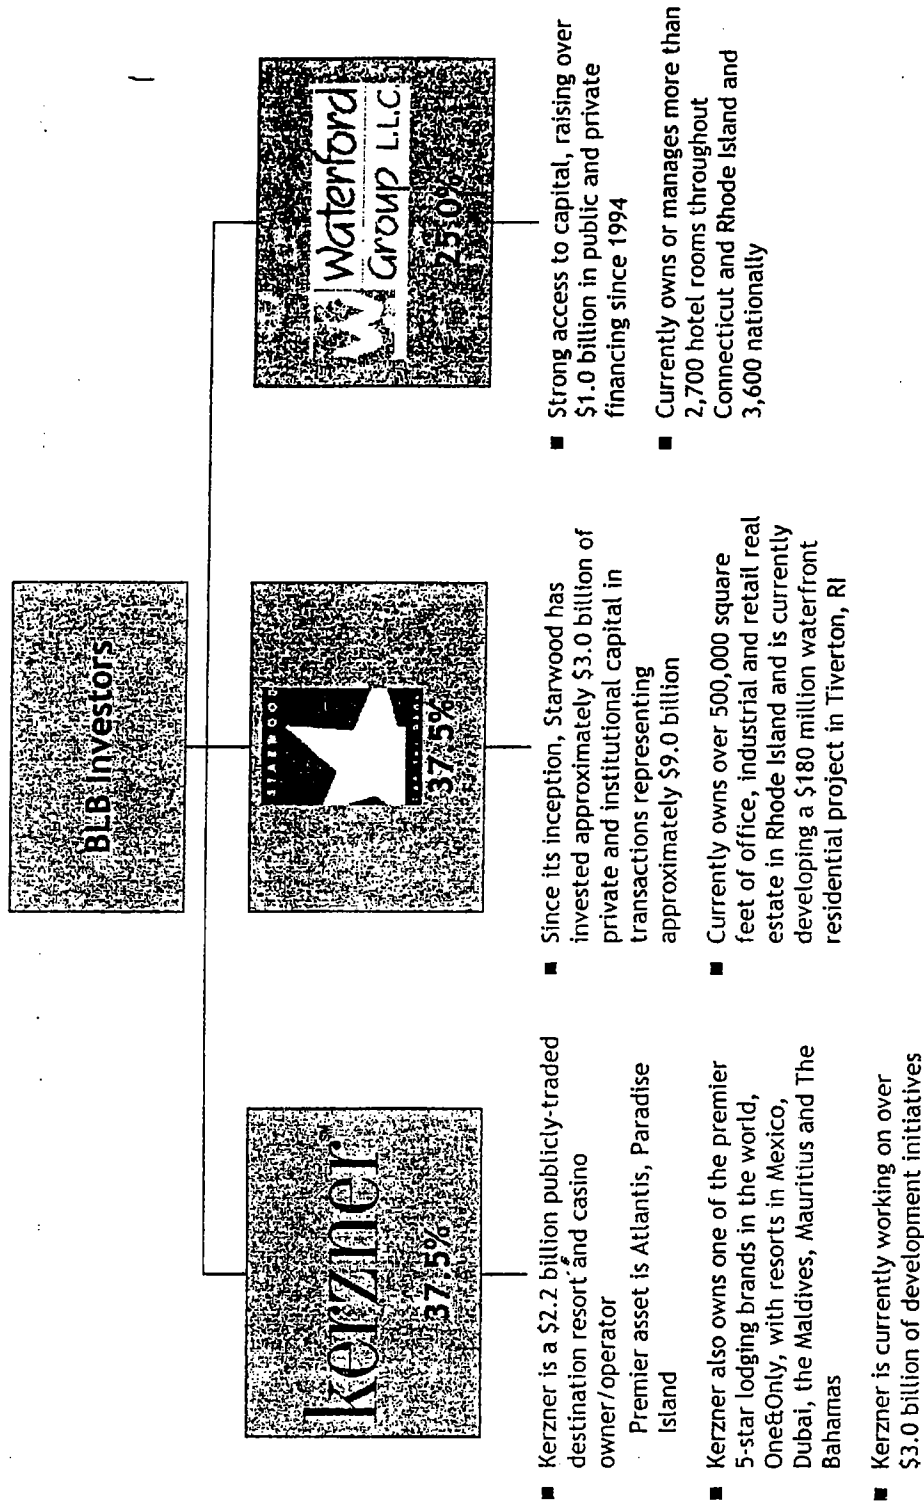 BLB Investors
kerzner℠
37.5%
■ Kerzner is a $2.2 billion publicly-traded
destination resort and casino
owner/operator
Premier asset is Atlantis, Paradise
Island
■ Kerzner also owns one of the premier
5-star lodging brands in the world,
One&Only, with resorts in Mexico,
Dubai, the Maldives, Mauritius and The
Bahamas
■ Kerzner is currently working on over
$3.0 billion of development initiatives
STARWOOD
37.5%
■ Since its inception, Starwood has
invested approximately $3.0 billion of
private and institutional capital in
transactions representing
approximately $9.0 billion
■ Currently owns over 500,000 square
feet of office, industrial and retail real
estate in Rhode Island and is currently
developing a $180 million waterfront
residential project in Tiverton, RI
W Waterford
Group L.L.C.
25.0%
■ Strong access to capital, raising over
$1.0 billion in public and private
financing since 1994
■ Currently owns or manages more than
2,700 hotel rooms throughout
Connecticut and Rhode Island and
3,600 nationally